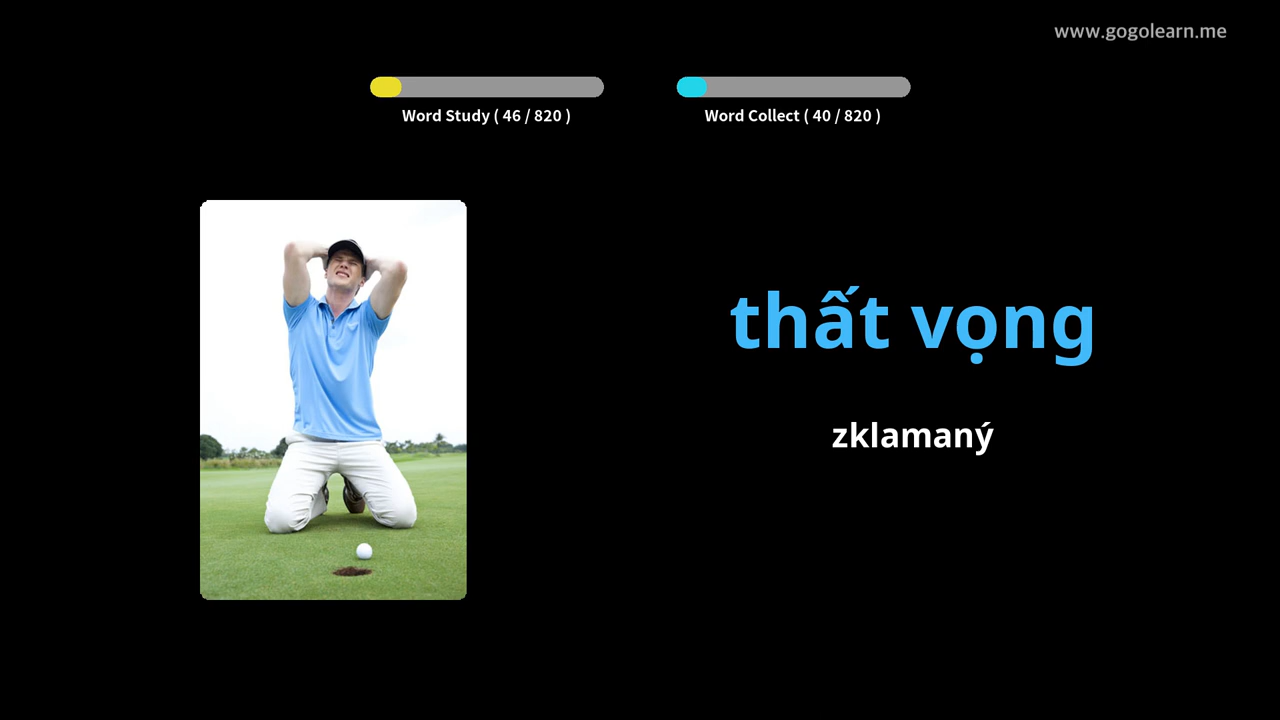 www.gogolearn.me
Word Study ( 46 / 820 )
Word Collect ( 40 / 820 )
thất vọng
zklamaný